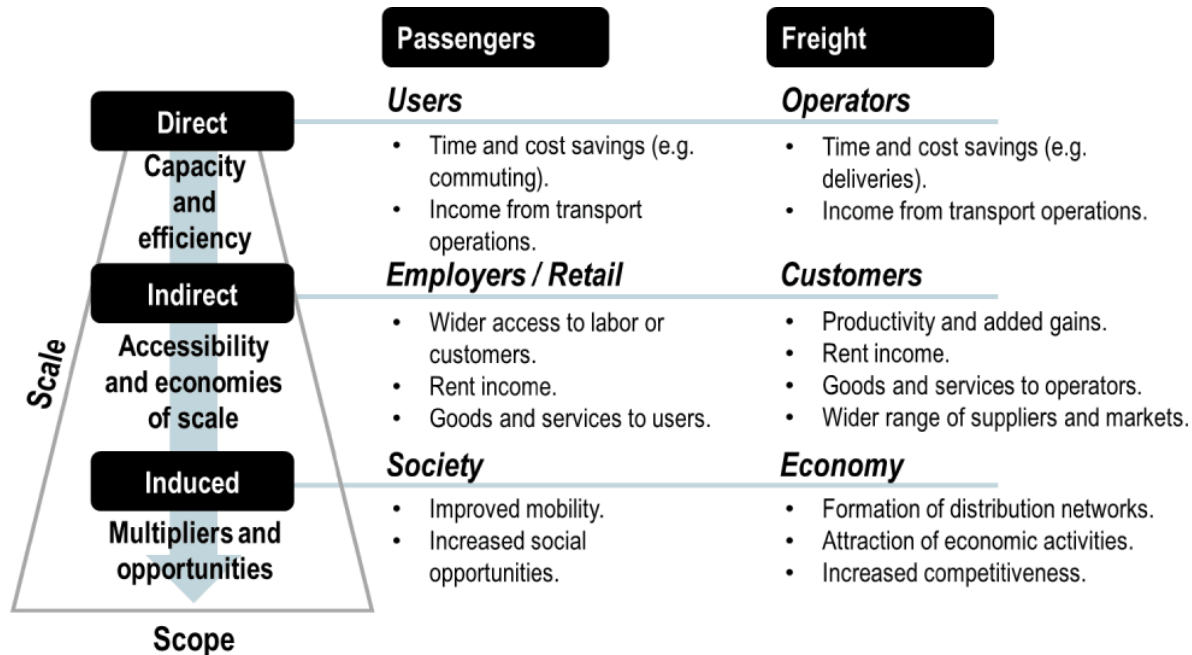 Passengers
Freight
Direct
Users
Operators
Capacity
and
efficiency
• Time and cost savings (e.g.
commuting).
• Income from transport
operations.
• Time and cost savings (e.g.
deliveries).
• Income from transport operations.
Indirect
Employers / Retail
Customers
Scale
Accessibility
and economies
of scale
• Wider access to labor or
customers.
• Rent income.
• Goods and services to users.
• Productivity and added gains.
• Rent income.
• Goods and services to operators.
• Wider range of suppliers and markets.
Induced
Society
Economy
Multipliers and
opportunities
• Improved mobility.
• Increased social
opportunities.
• Formation of distribution networks.
• Attraction of economic activities.
• Increased competitiveness.
Scope